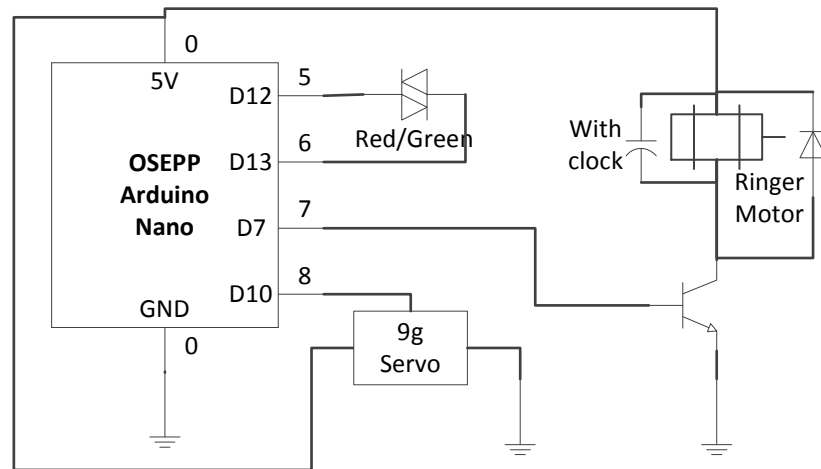 0
5V
5
D12
Red/Green
6
D13
OSEPP
Arduino
Nano
7
D7
8
D10
GND
0
9g
Servo
With
clock
Ringer
Motor